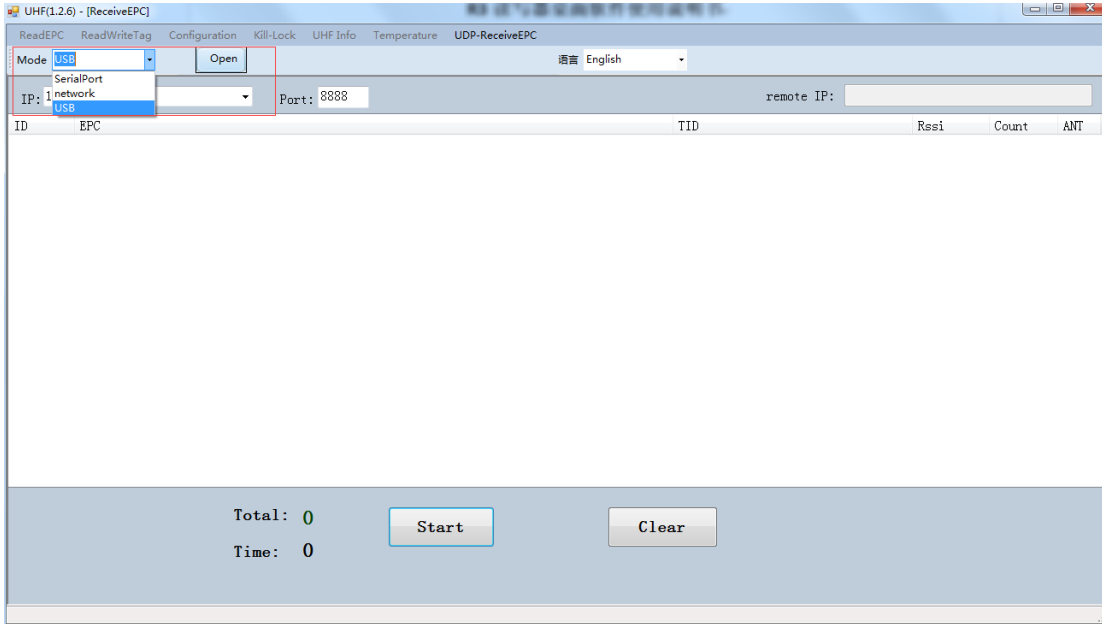 UHF(1.2.6) - [ReceiveEPC]
ReadEPC ReadWriteTag Configuration Kill-Lock UHF Info Temperature UDP-ReceiveEPC
Mode USB Open 语言 English
SerialPort
network
USB
IP: 1 Port: 8888 remote IP:
ID EPC TID Rssi Count ANT
Total: 0
Start
Clear
Time: 0